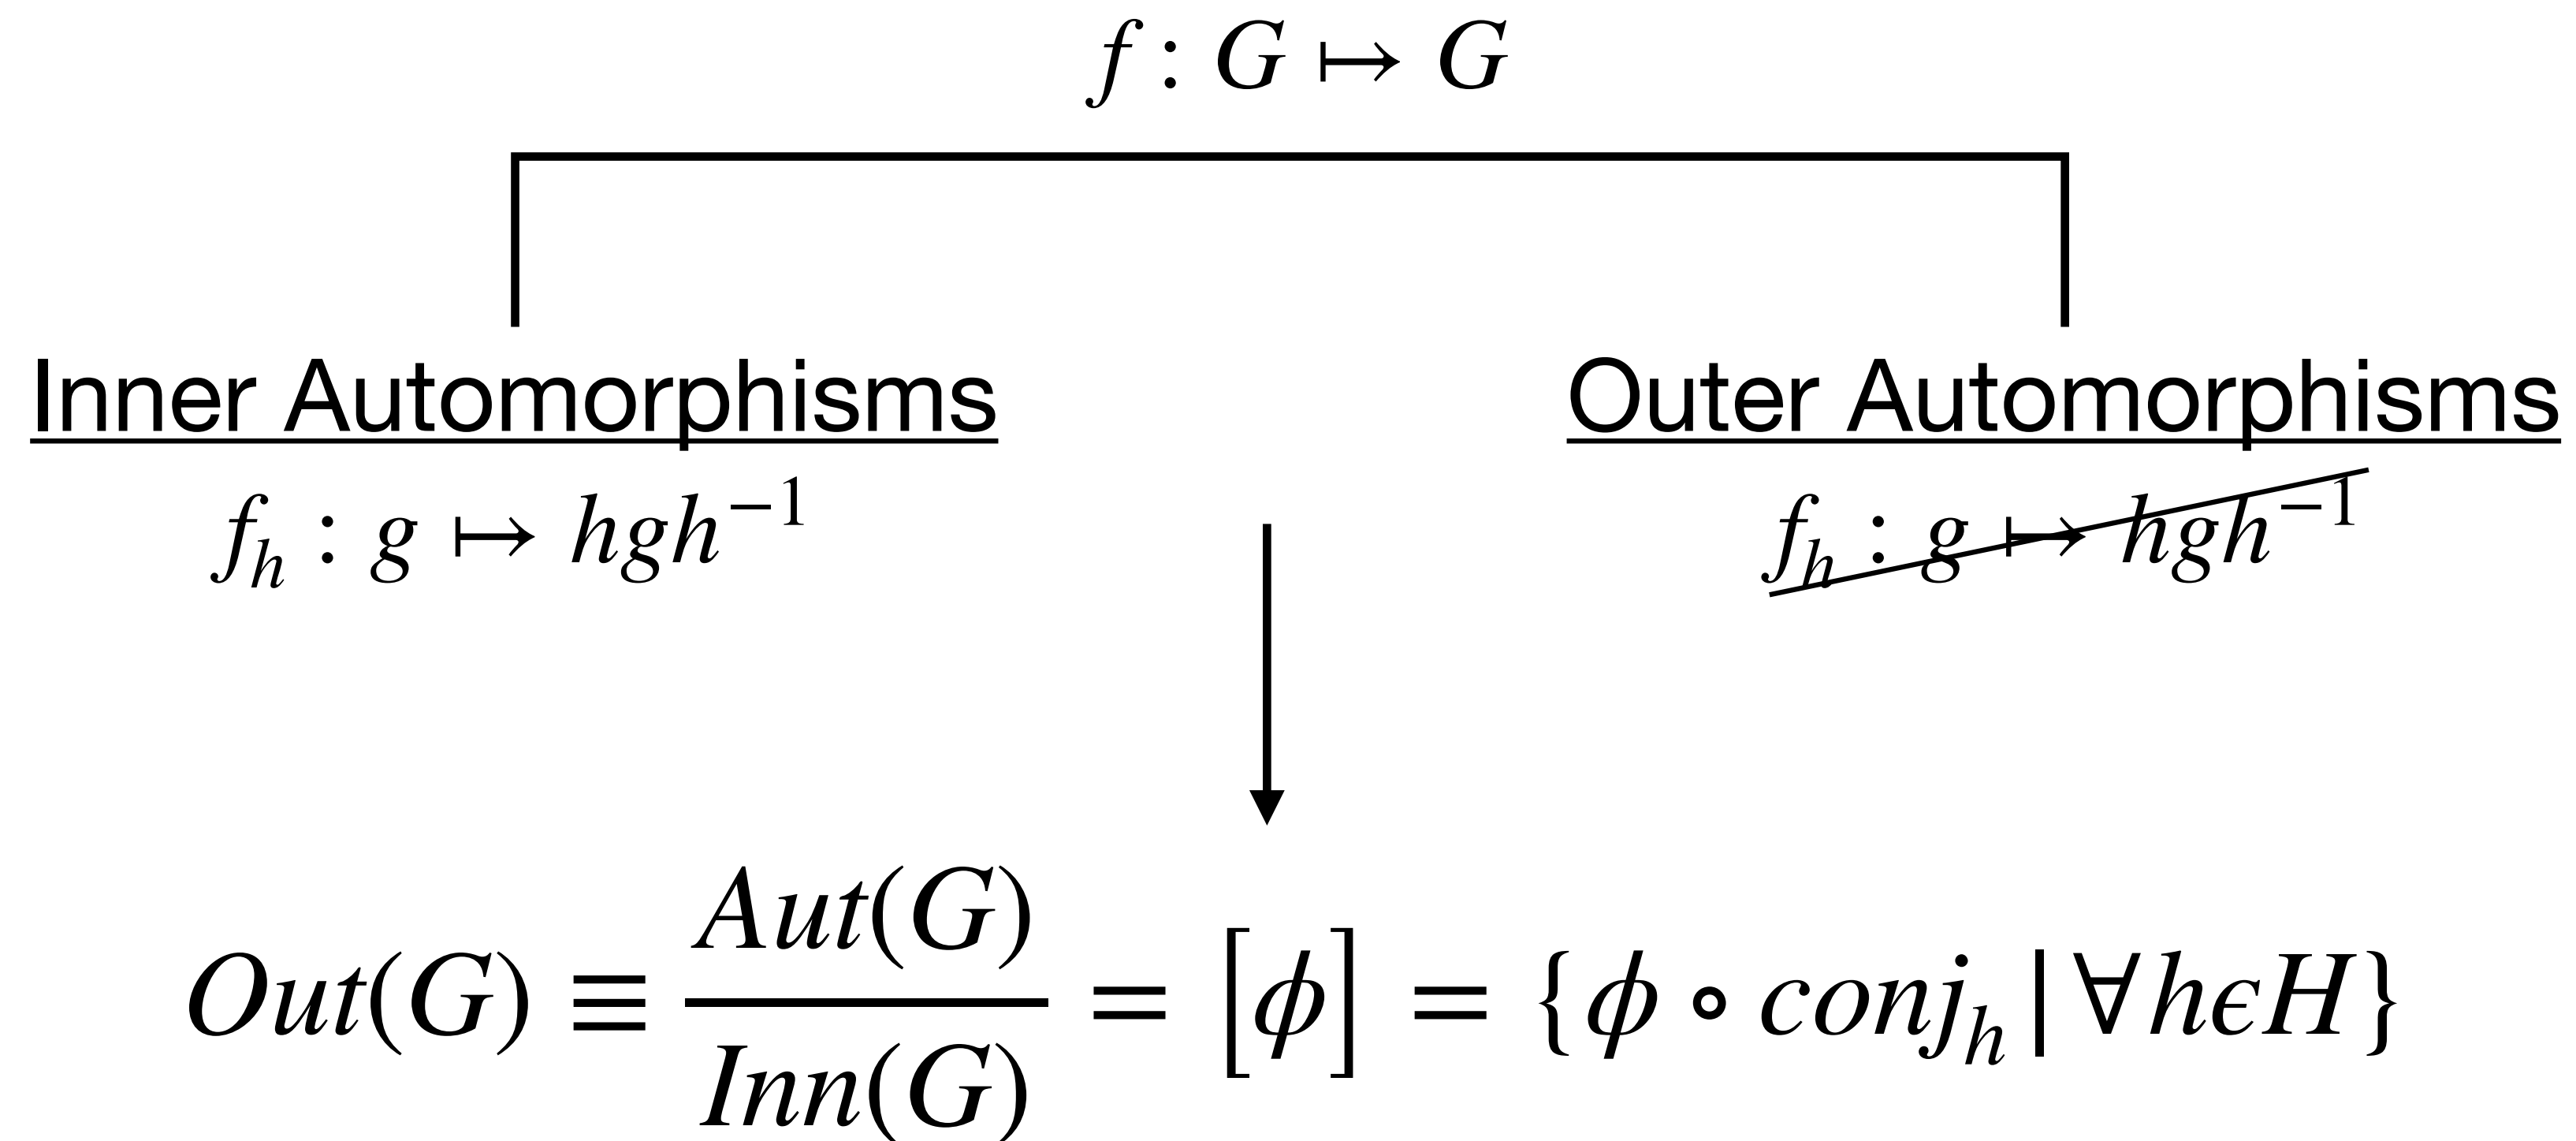 f : G ↦ G
Inner Automorphisms
Outer Automorphisms
f_h : g ↦ hgh^{-1}
f_h : g ↦ hgh^{-1}
Out(G) ≡ Aut(G)/Inn(G) = [ϕ] = {ϕ ∘ conj_h | ∀hϵH}